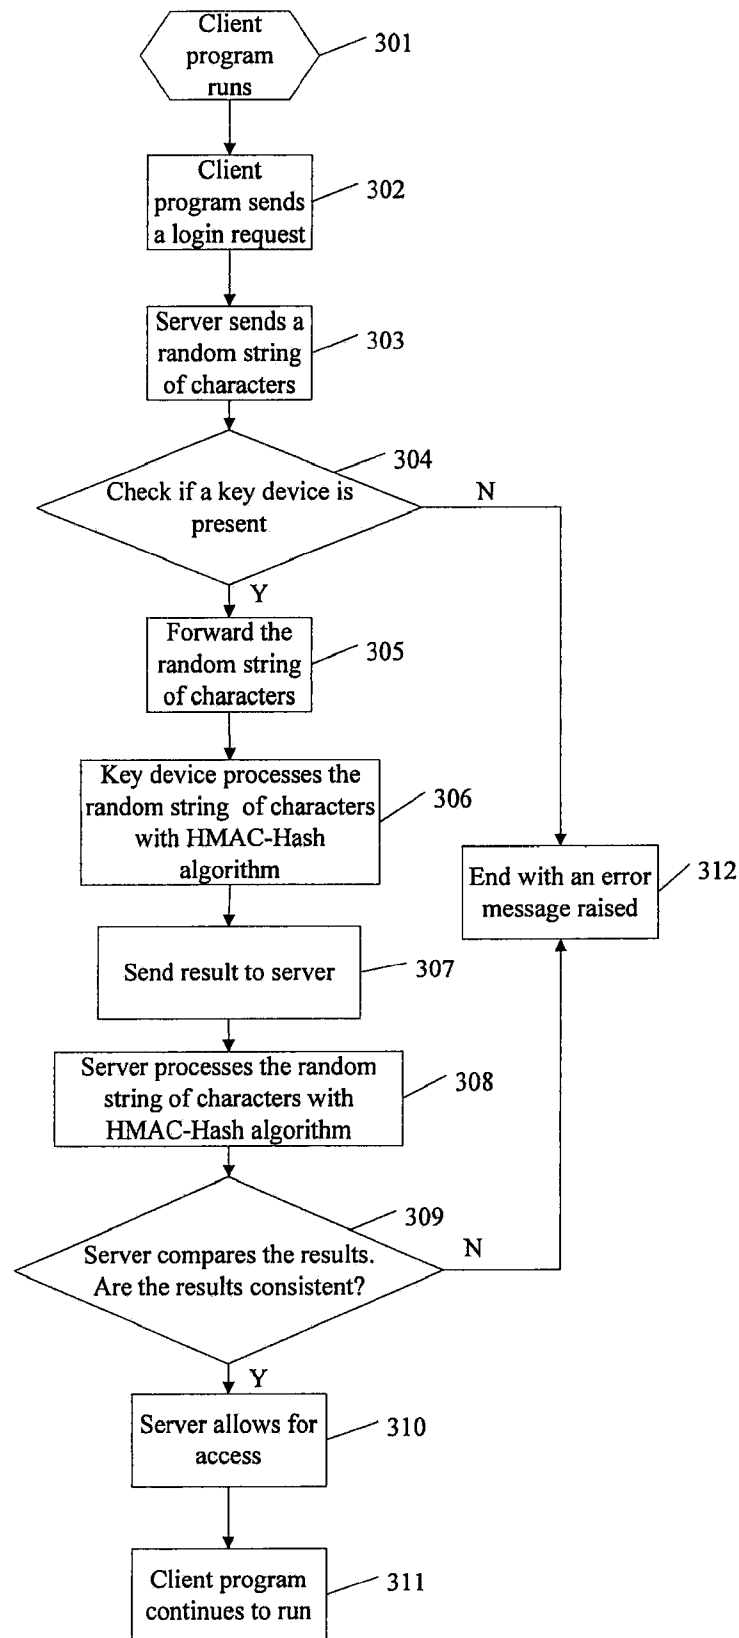 Client
program
runs
301
Client
program sends
a login request
302
Server sends a
random string
of characters
303
304
Check if a key device is
present
N
Y
Forward the
random string
of characters
305
Key device processes the
random string of characters
with HMAC-Hash
algorithm
306
End with an error
message raised
312
Send result to server
307
Server processes the random
string of characters with
HMAC-Hash algorithm
308
309
Server compares the results.
Are the results consistent?
N
Y
Server allows for
access
310
Client program
continues to run
311